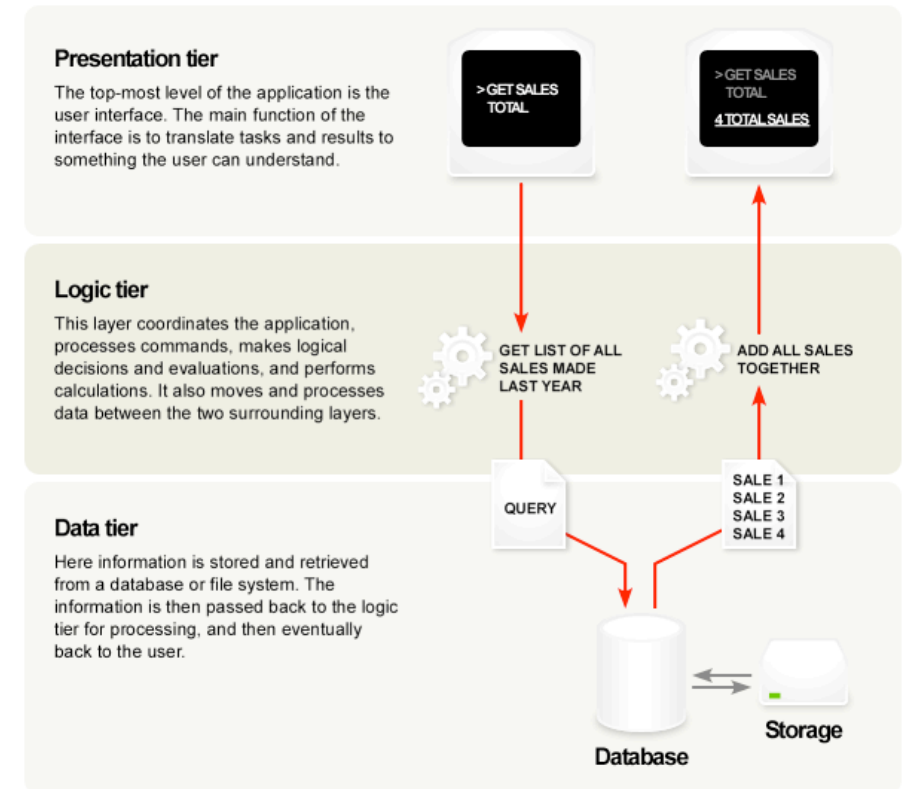 Presentation tier
The top-most level of the application is the
user interface. The main function of the
interface is to translate tasks and results to
something the user can understand.
>GET SALES
TOTAL
>GET SALES
TOTAL
4 TOTAL SALES
Logic tier
This layer coordinates the application,
processes commands, makes logical
decisions and evaluations, and performs
calculations. It also moves and processes
data between the two surrounding layers.
GET LIST OF ALL
SALES MADE
LAST YEAR
ADD ALL SALES
TOGETHER
QUERY
SALE 1
SALE 2
SALE 3
SALE 4
Data tier
Here information is stored and retrieved
from a database or file system. The
information is then passed back to the logic
tier for processing, and then eventually
back to the user.
Database
Storage